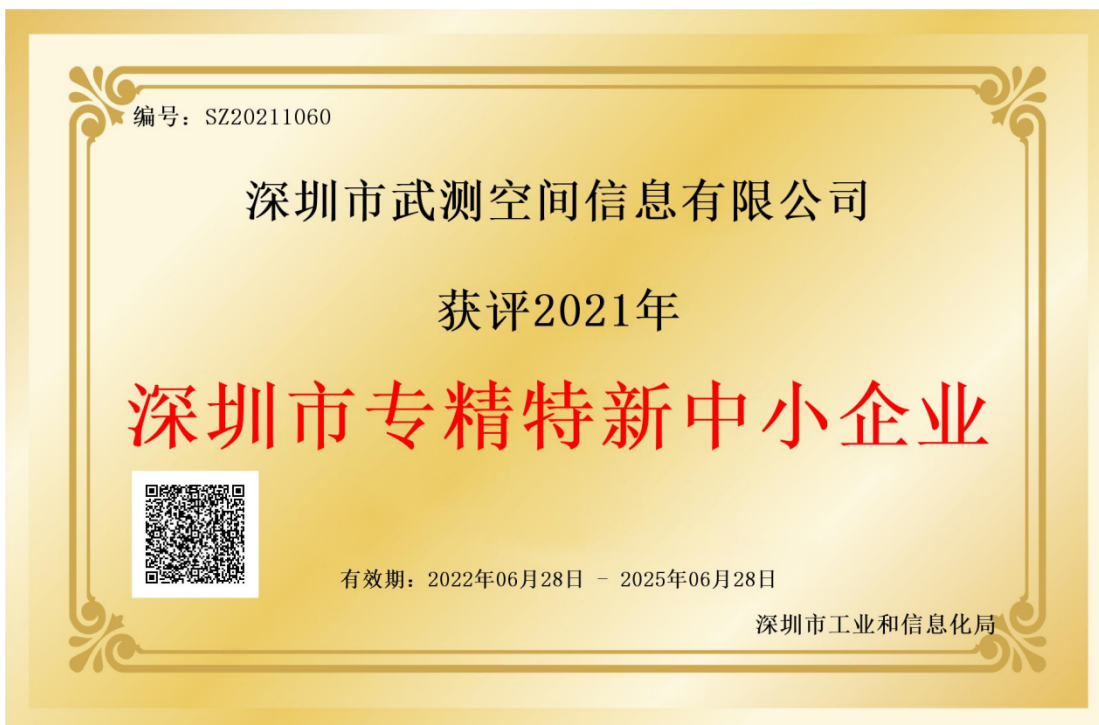 编号：SZ20211060
深圳市武测空间信息有限公司
获评2021年
深圳市专精特新中小企业
有效期：2022年06月28日 - 2025年06月28日
深圳市工业和信息化局